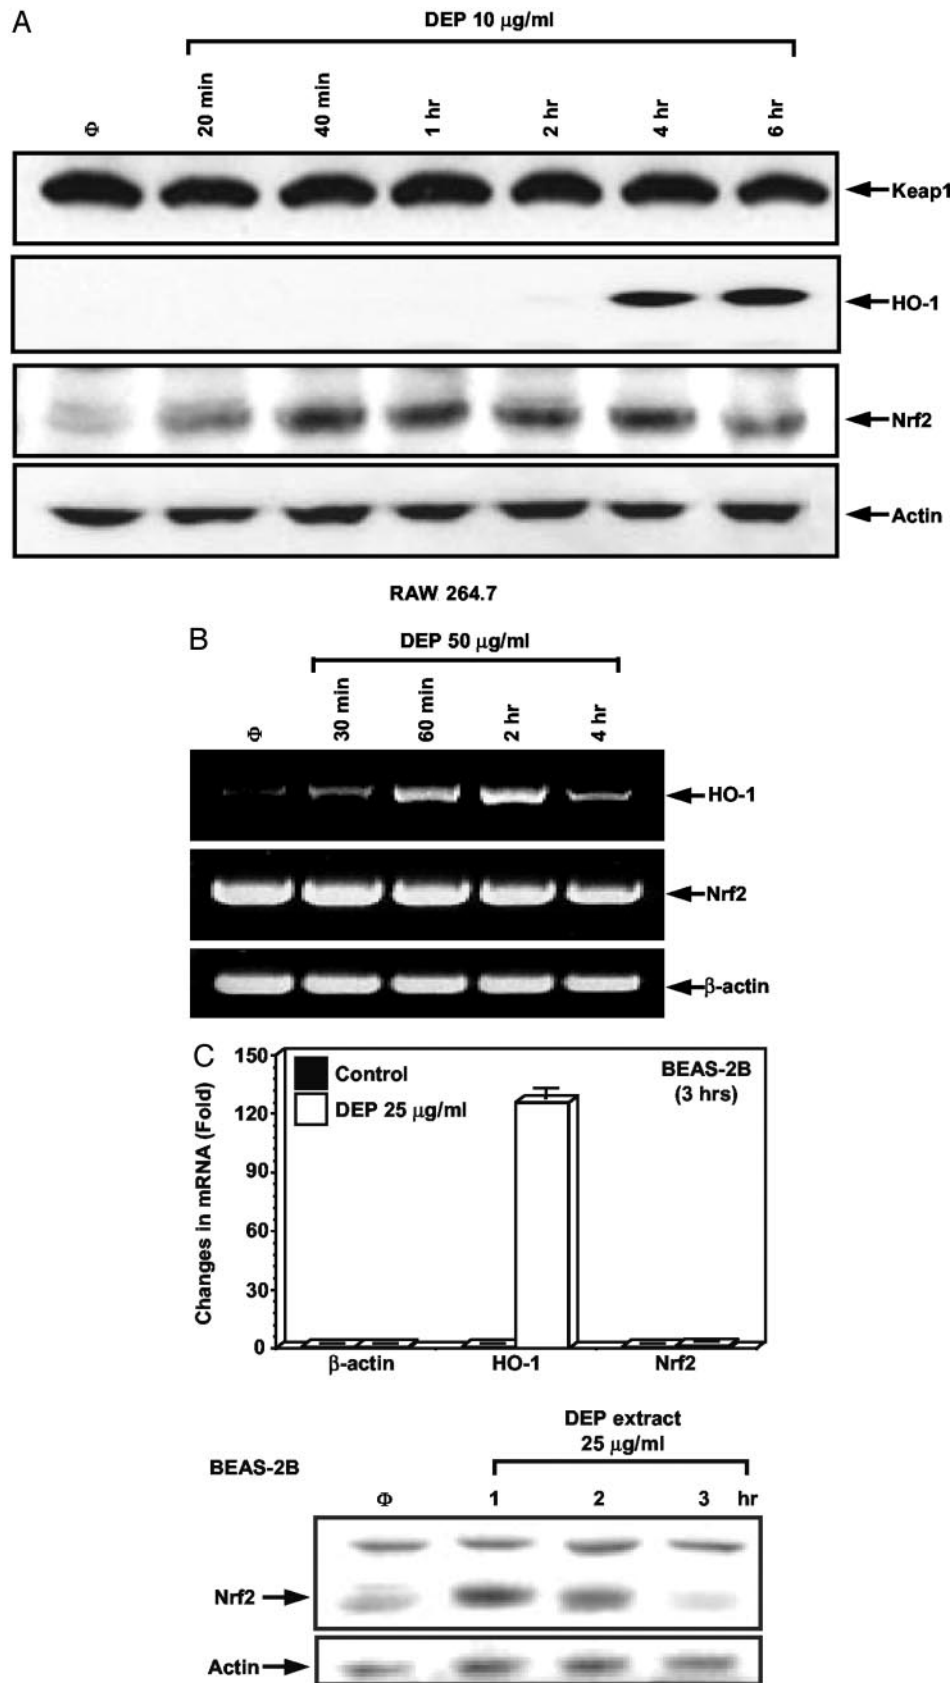 A
DEP 10 μg/ml
Φ
20 min
40 min
1 hr
2 hr
4 hr
6 hr
Keap1
HO-1
Nrf2
Actin
RAW 264.7
B
DEP 50 μg/ml
Φ
30 min
60 min
2 hr
4 hr
HO-1
Nrf2
β-actin
C
Changes in mRNA (Fold)
150
120
90
60
30
0
Control
DEP 25 μg/ml
BEAS-2B
(3 hrs)
β-actin HO-1 Nrf2
DEP extract
25 μg/ml
BEAS-2B
Φ 1 2 3 hr
Nrf2
Actin